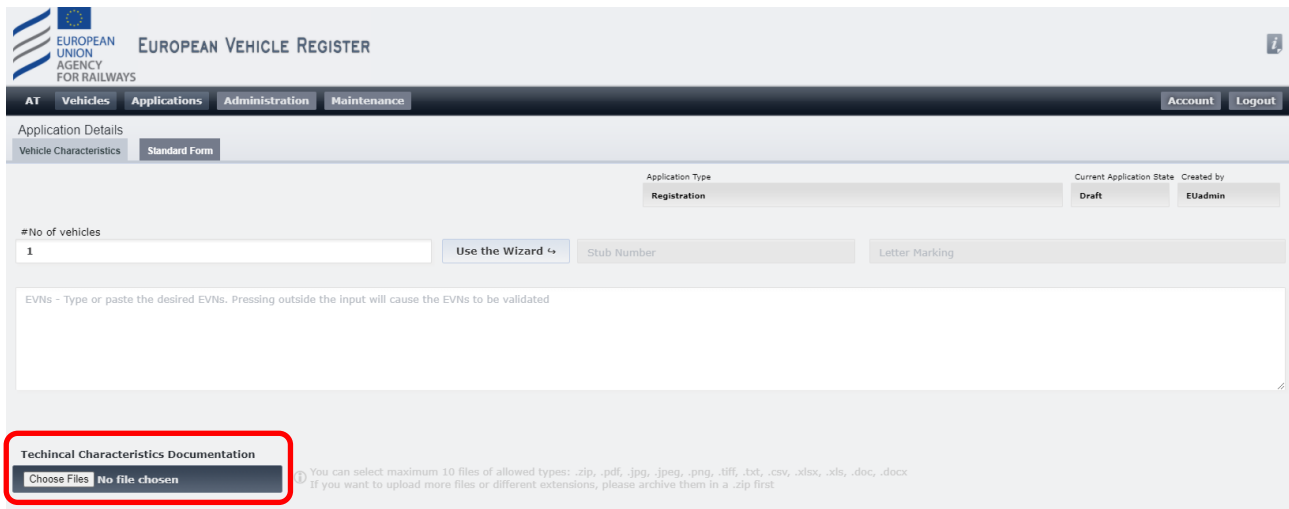 EUROPEAN
UNION
AGENCY
FOR RAILWAYS
EUROPEAN VEHICLE REGISTER
i
AT Vehicles Applications Administration Maintenance Account Logout
Application Details
Vehicle Characteristics Standard Form
Application Type Current Application State Created by
Registration Draft EUadmin
#No of vehicles
1 Use the Wizard ↪ Stub Number Letter Marking
EVNs - Type or paste the desired EVNs. Pressing outside the input will cause the EVNs to be validated
Techincal Characteristics Documentation
Choose Files No file chosen
You can select maximum 10 files of allowed types: .zip, .pdf, .jpg, .jpeg, .png, .tiff, .txt, .csv, .xlsx, .xls, .doc, .docx
If you want to upload more files or different extensions, please archive them in a .zip first